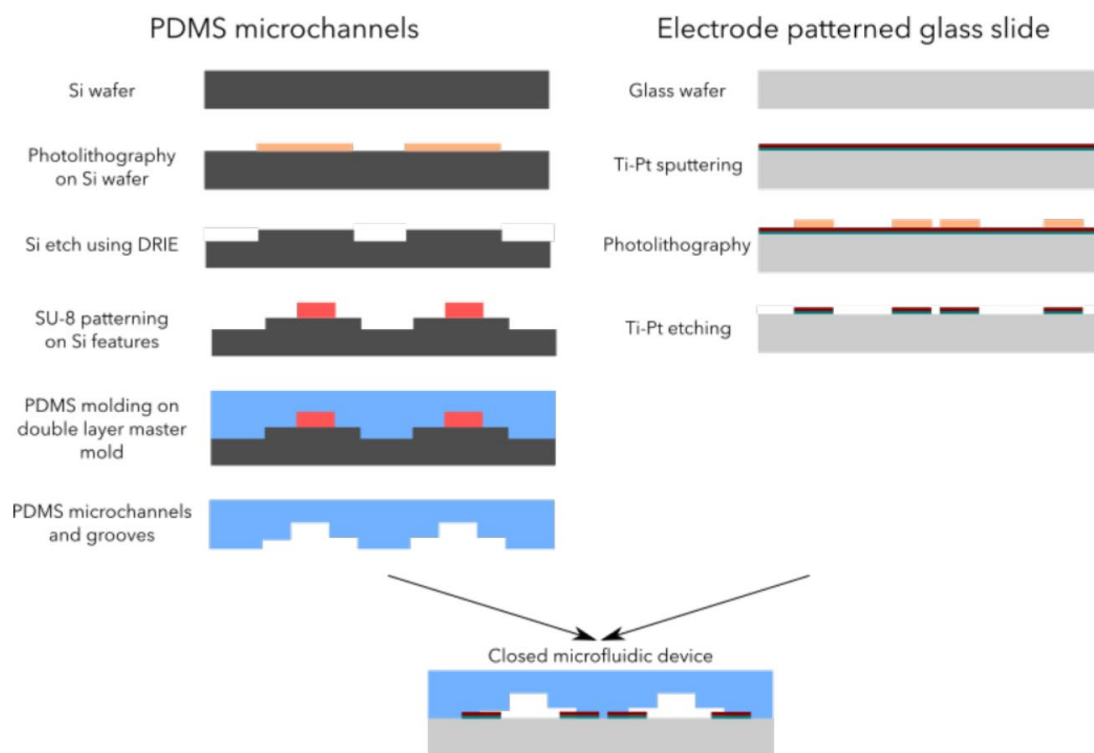 PDMS microchannels
Si wafer
Photolithography
on Si wafer
Si etch using DRIE
SU-8 patterning
on Si features
PDMS molding on
double layer master
mold
PDMS microchannels
and grooves
Electrode patterned glass slide
Glass wafer
Ti-Pt sputtering
Photolithography
Ti-Pt etching
Closed microfluidic device